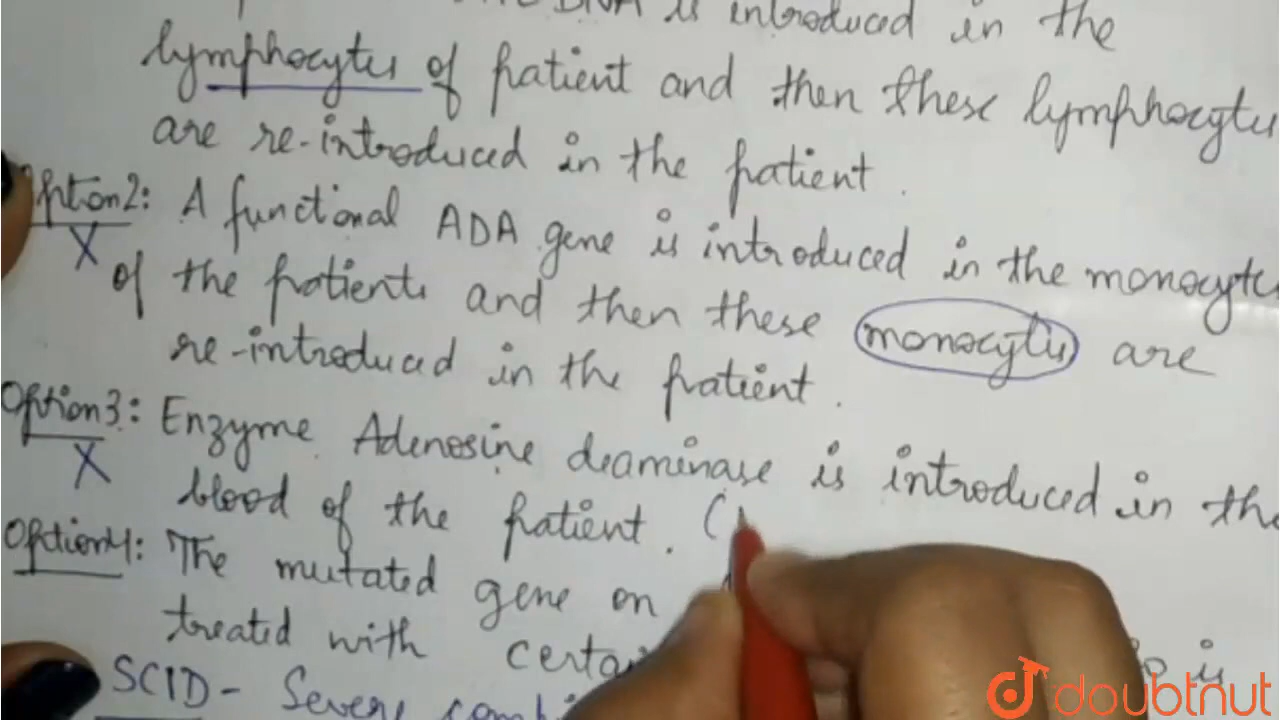 DNA is introduced in the
lymphocytes of patient and then these lymphocytes
are re-introduced in the patient.
Option2: A functional ADA gene is introduced in the monocytes
X
of the patients and then these monocytes are
re-introduced in the patient.
Option3: Enzyme Adenosine deaminase is introduced in the
X
blood of the patient. (
Option4: The mutated gene on
treated with certain is
SCID - Severe
doubtnut